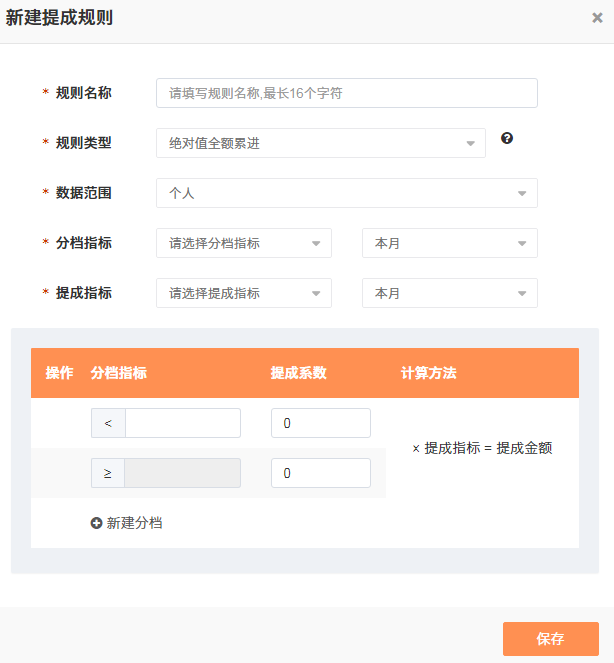 新建提成规则 ×
* 规则名称 请填写规则名称,最长16个字符
* 规则类型 绝对值全额累进 ?
* 数据范围 个人
* 分档指标 请选择分档指标 本月
* 提成指标 请选择提成指标 本月
操作 分档指标 提成系数 计算方法
< 0
× 提成指标 = 提成金额
≥ 0
新建分档
保存